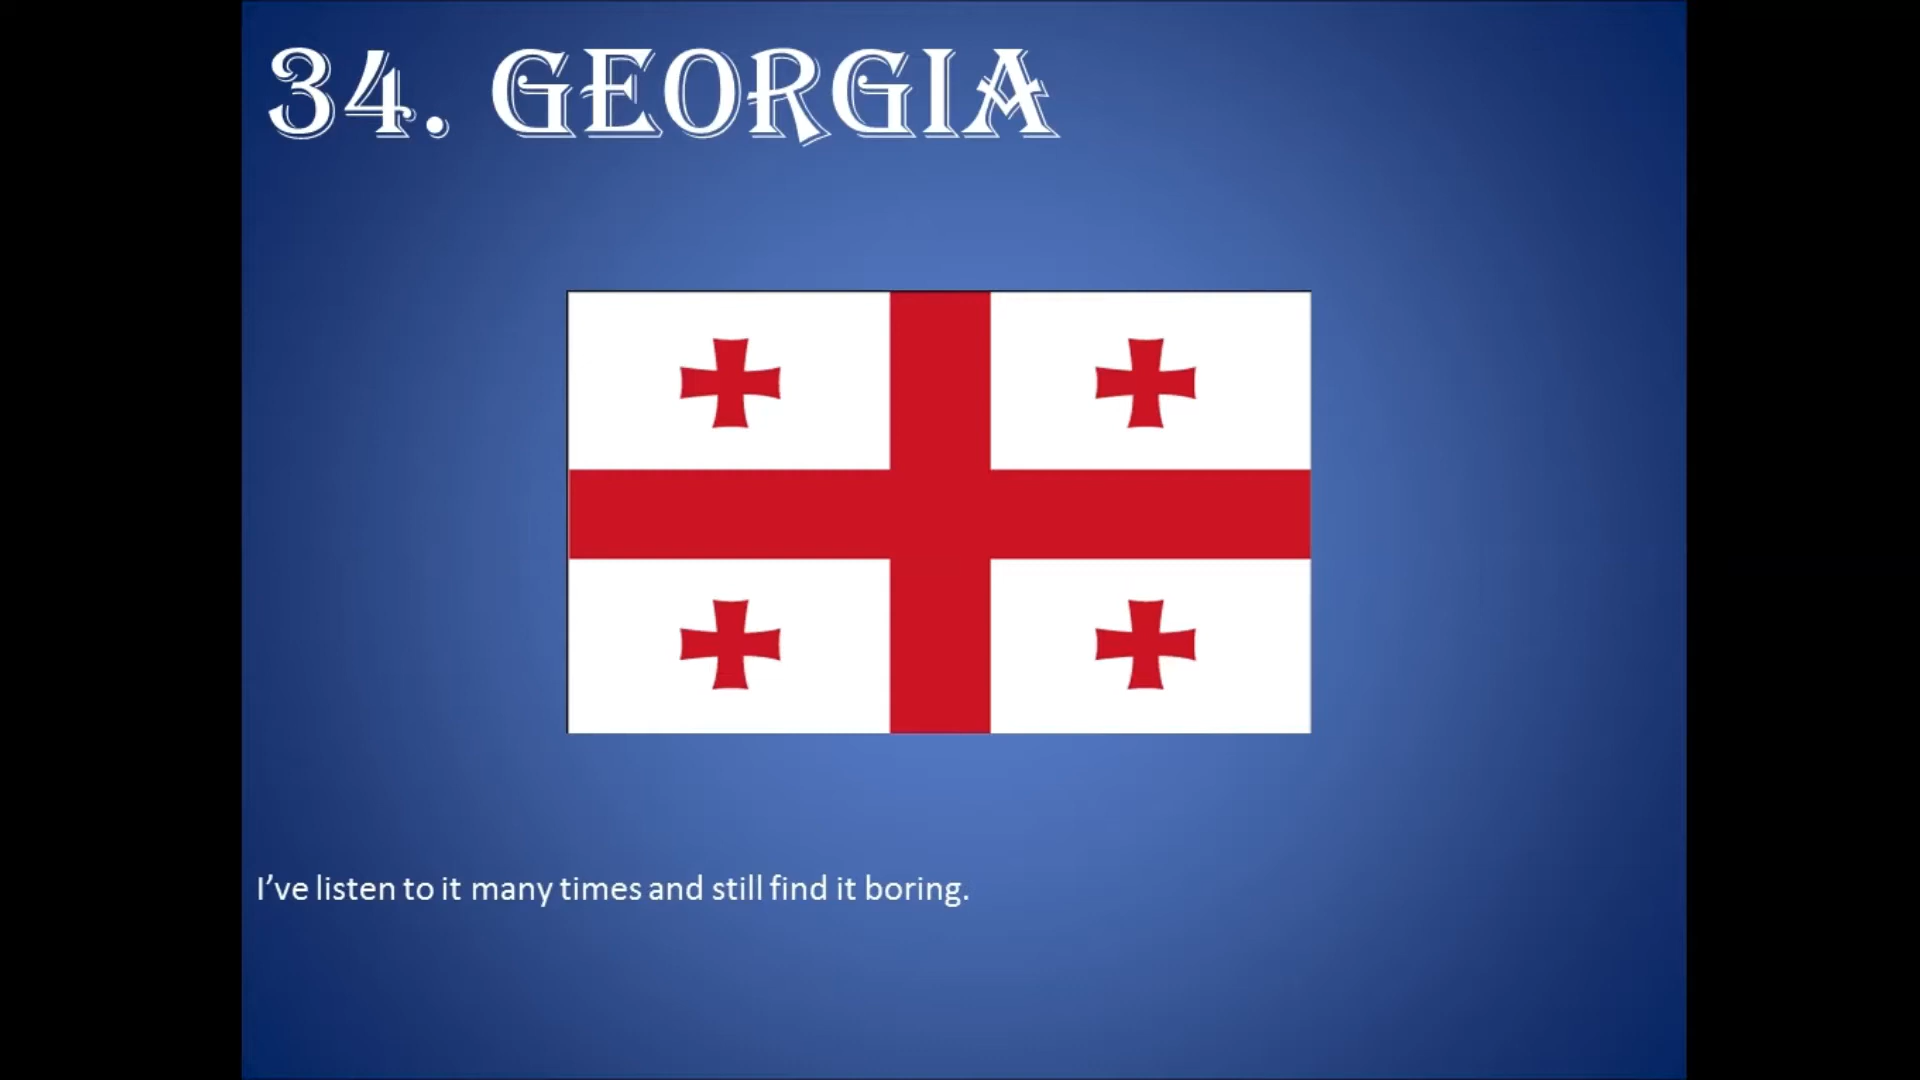 34. GEORGIA
I’ve listen to it many times and still find it boring.